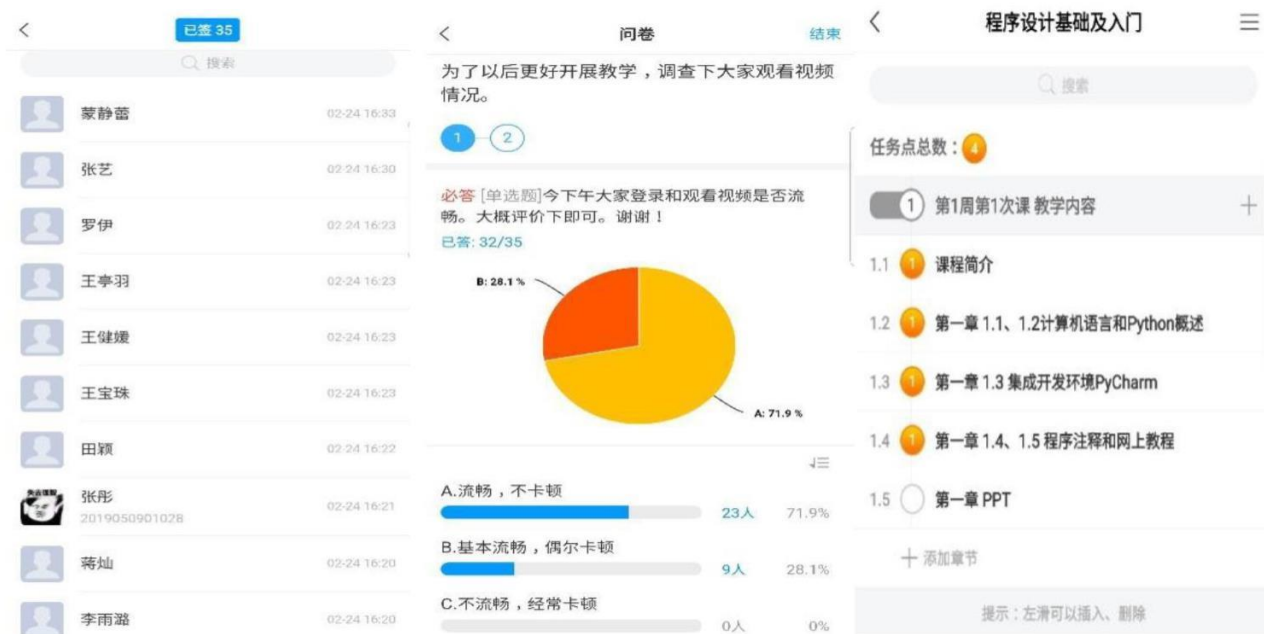 已签 35
搜索
蒙静蕾
02-24 16:33
张艺
02-24 16:30
罗伊
02-24 16:23
王亭羽
02-24 16:23
王健媛
02-24 16:23
王宝珠
02-24 16:23
田颖
02-24 16:22
张彤
2019050901028
02-24 16:21
蒋灿
02-24 16:20
李雨潞
02-24 16:20
问卷
结束
为了以后更好开展教学，调查下大家观看视频
情况。
1
2
必答 [单选题]今下午大家登录和观看视频是否流
畅。大概评价下即可。谢谢！
已答: 32/35
B: 28.1 %
A: 71.9 %
A.流畅，不卡顿
23人 71.9%
B.基本流畅，偶尔卡顿
9人 28.1%
C.不流畅，经常卡顿
0人 0%
程序设计基础及入门
搜索
任务点总数：4
1 第1周第1次课 教学内容
1.1 1 课程简介
1.2 1 第一章 1.1、1.2计算机语言和Python概述
1.3 1 第一章 1.3 集成开发环境PyCharm
1.4 1 第一章 1.4、1.5 程序注释和网上教程
1.5 第一章 PPT
添加章节
提示：左滑可以插入、删除